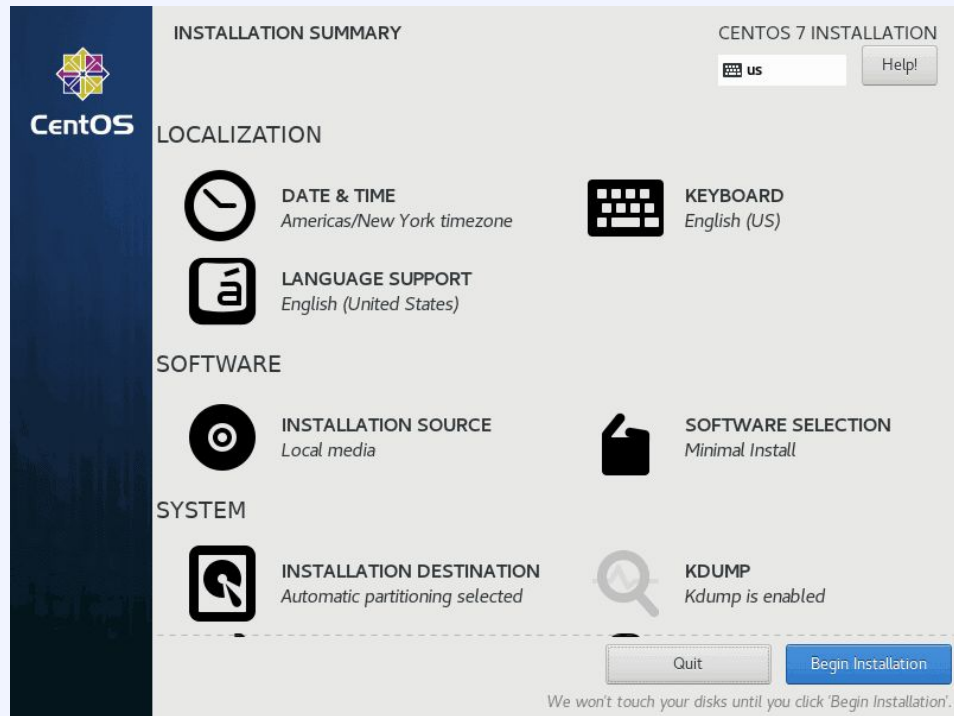 INSTALLATION SUMMARY
CENTOS 7 INSTALLATION
us
Help!
CentOS
LOCALIZATION
DATE & TIME
Americas/New York timezone
KEYBOARD
English (US)
á
LANGUAGE SUPPORT
English (United States)
SOFTWARE
INSTALLATION SOURCE
Local media
SOFTWARE SELECTION
Minimal Install
SYSTEM
INSTALLATION DESTINATION
Automatic partitioning selected
KDUMP
Kdump is enabled
Quit
Begin Installation
We won't touch your disks until you click 'Begin Installation'.